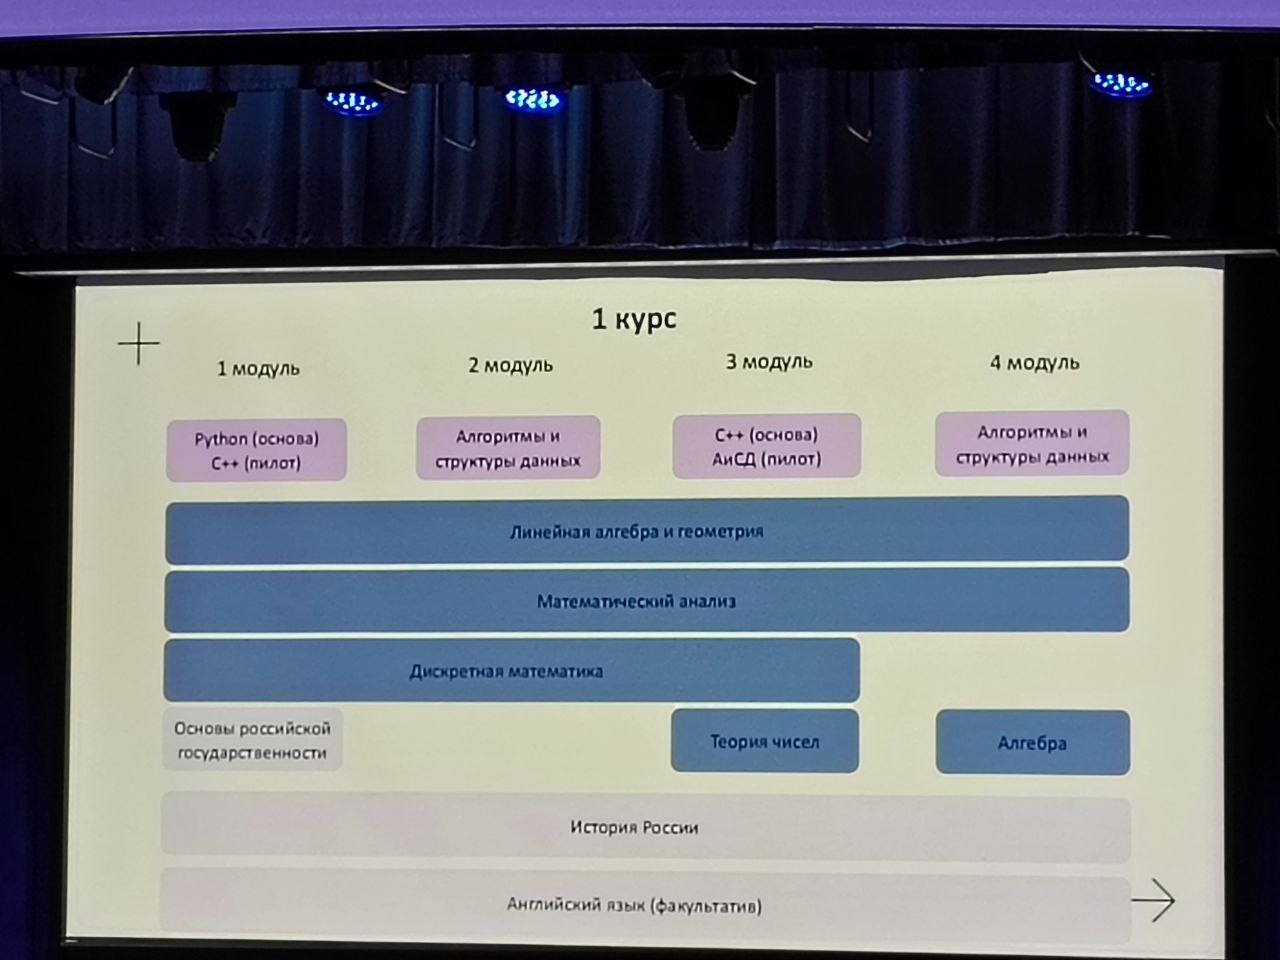 1 курс
1 модуль
2 модуль
3 модуль
4 модуль
Python (основа)
C++ (пилот)
Алгоритмы и
структуры данных
C++ (основа)
АиСД (пилот)
Алгоритмы и
структуры данных
Линейная алгебра и геометрия
Математический анализ
Дискретная математика
Основы российской
государственности
Теория чисел
Алгебра
История России
Английский язык (факультатив)